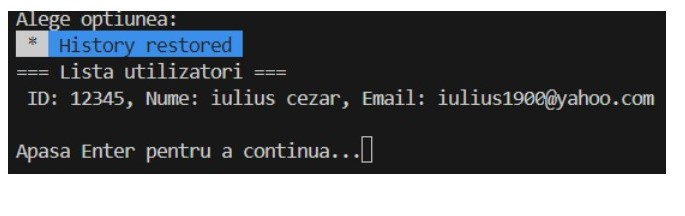 Alege optiunea:
* History restored
=== Lista utilizatori ===
ID: 12345, Nume: iulius cezar, Email: iulius1900@yahoo.com
Apasa Enter pentru a continua...